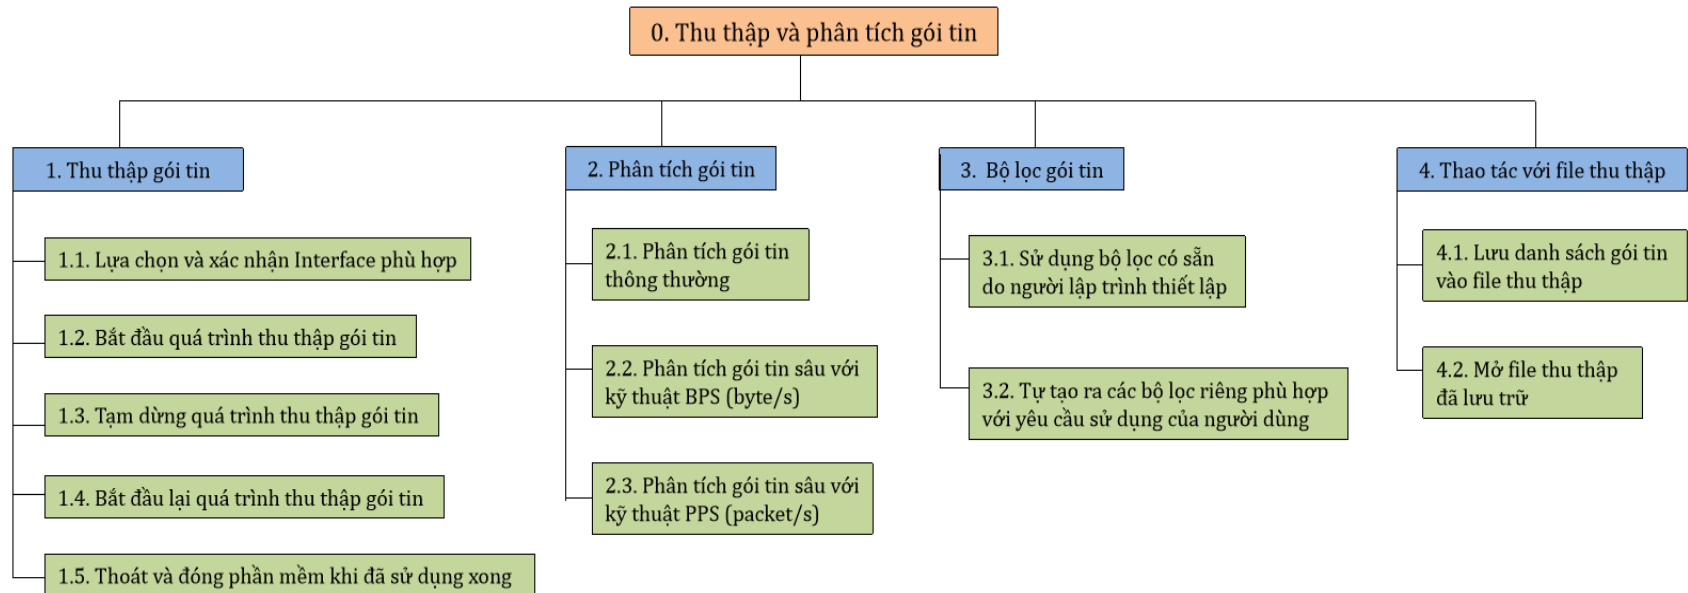 0. Thu thập và phân tích gói tin
1. Thu thập gói tin
1.1. Lựa chọn và xác nhận Interface phù hợp
1.2. Bắt đầu quá trình thu thập gói tin
1.3. Tạm dừng quá trình thu thập gói tin
1.4. Bắt đầu lại quá trình thu thập gói tin
1.5. Thoát và đóng phần mềm khi đã sử dụng xong
2. Phân tích gói tin
2.1. Phân tích gói tin
thông thường
2.2. Phân tích gói tin sâu với
kỹ thuật BPS (byte/s)
2.3. Phân tích gói tin sâu với
kỹ thuật PPS (packet/s)
3. Bộ lọc gói tin
3.1. Sử dụng bộ lọc có sẵn
do người lập trình thiết lập
3.2. Tự tạo ra các bộ lọc riêng phù hợp
với yêu cầu sử dụng của người dùng
4. Thao tác với file thu thập
4.1. Lưu danh sách gói tin
vào file thu thập
4.2. Mở file thu thập
đã lưu trữ